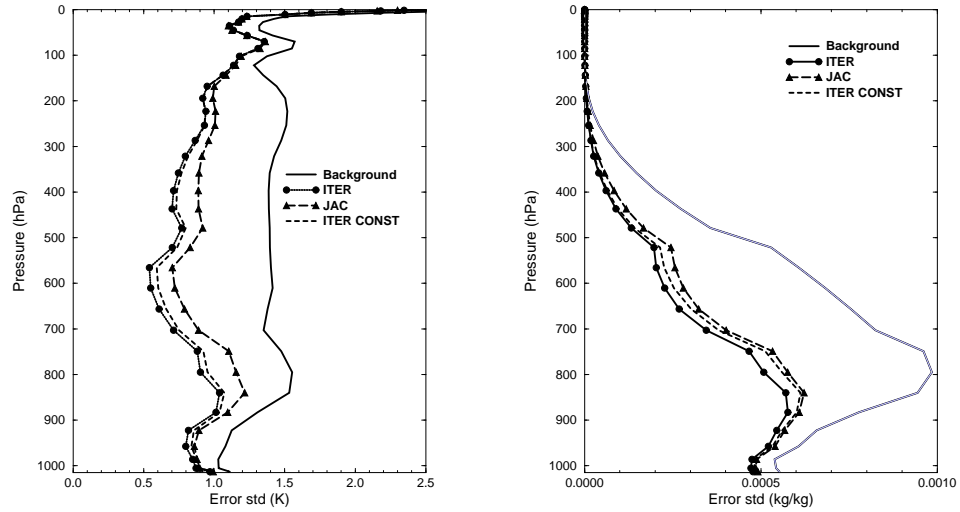 0
100
200
300
400
500
600
700
800
900
1000
Pressure (hPa)
0.0
0.5
1.0
1.5
2.0
2.5
Error std (K)
Background
ITER
JAC
ITER CONST
0
100
200
300
400
500
600
700
800
900
1000
Pressure (hPa)
0.0000
0.0005
0.0010
Error std (kg/kg)
Background
ITER
JAC
ITER CONST